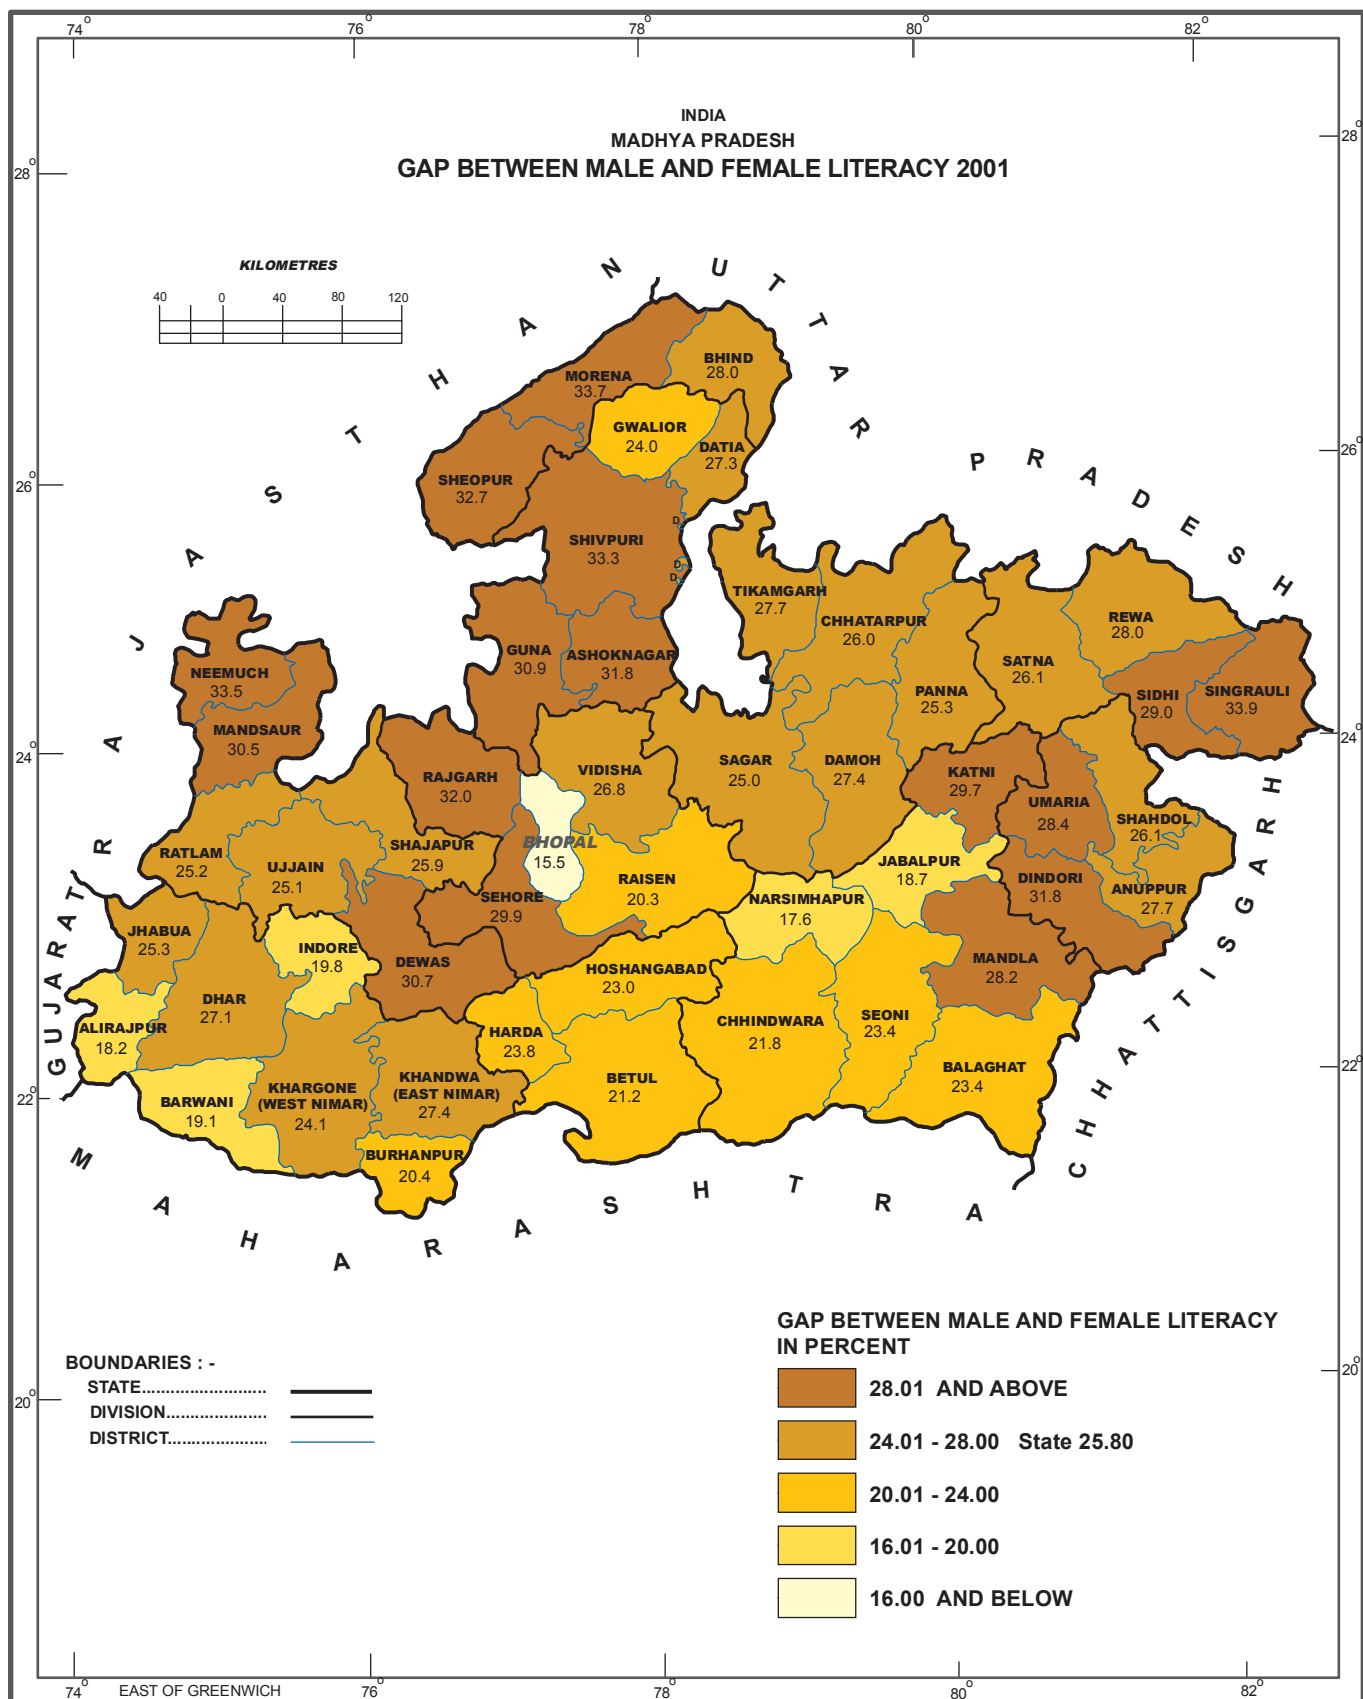 74° 76° 78° 80° 82°
INDIA
MADHYA PRADESH
GAP BETWEEN MALE AND FEMALE LITERACY 2001
28° 28°
KILOMETRES
40 0 40 80 120
RAJASTHAN
UTTAR PRADESH
BHIND
28.0
MORENA
33.7
GWALIOR
24.0
DATIA
27.3
26° 26°
SHEOPUR
32.7
D
SHIVPURI
33.3
D
D
TIKAMGARH
27.7
CHHATARPUR
26.0
REWA
28.0
GUNA
30.9
ASHOKNAGAR
31.8
SATNA
26.1
NEEMUCH
33.5
PANNA
25.3
SIDHI
29.0
SINGRAULI
33.9
MANDSAUR
30.5
24° 24°
RAJGARH
32.0
VIDISHA
26.8
SAGAR
25.0
DAMOH
27.4
KATNI
29.7
UMARIA
28.4
SHAHDOL
26.1
RATLAM
25.2
UJJAIN
25.1
SHAJAPUR
25.9
BHOPAL
15.5
RAISEN
20.3
JABALPUR
18.7
DINDORI
31.8
ANUPPUR
27.7
SEHORE
29.9
NARSIMHAPUR
17.6
GUJARAT
JHABUA
25.3
INDORE
19.8
DEWAS
30.7
HOSHANGABAD
23.0
MANDLA
28.2
CHHATTISGARH
DHAR
27.1
ALIRAJPUR
18.2
HARDA
23.8
CHHINDWARA
21.8
SEONI
23.4
BALAGHAT
23.4
22° 22°
BARWANI
19.1
KHARGONE
(WEST NIMAR)
24.1
KHANDWA
(EAST NIMAR)
27.4
BETUL
21.2
BURHANPUR
20.4
MAHARASHTRA
GAP BETWEEN MALE AND FEMALE LITERACY
IN PERCENT
28.01 AND ABOVE
24.01 - 28.00 State 25.80
20.01 - 24.00
16.01 - 20.00
16.00 AND BELOW
BOUNDARIES : -
STATE.........................
DIVISION....................
DISTRICT....................
20° 20°
74° EAST OF GREENWICH 76° 78° 80° 82°